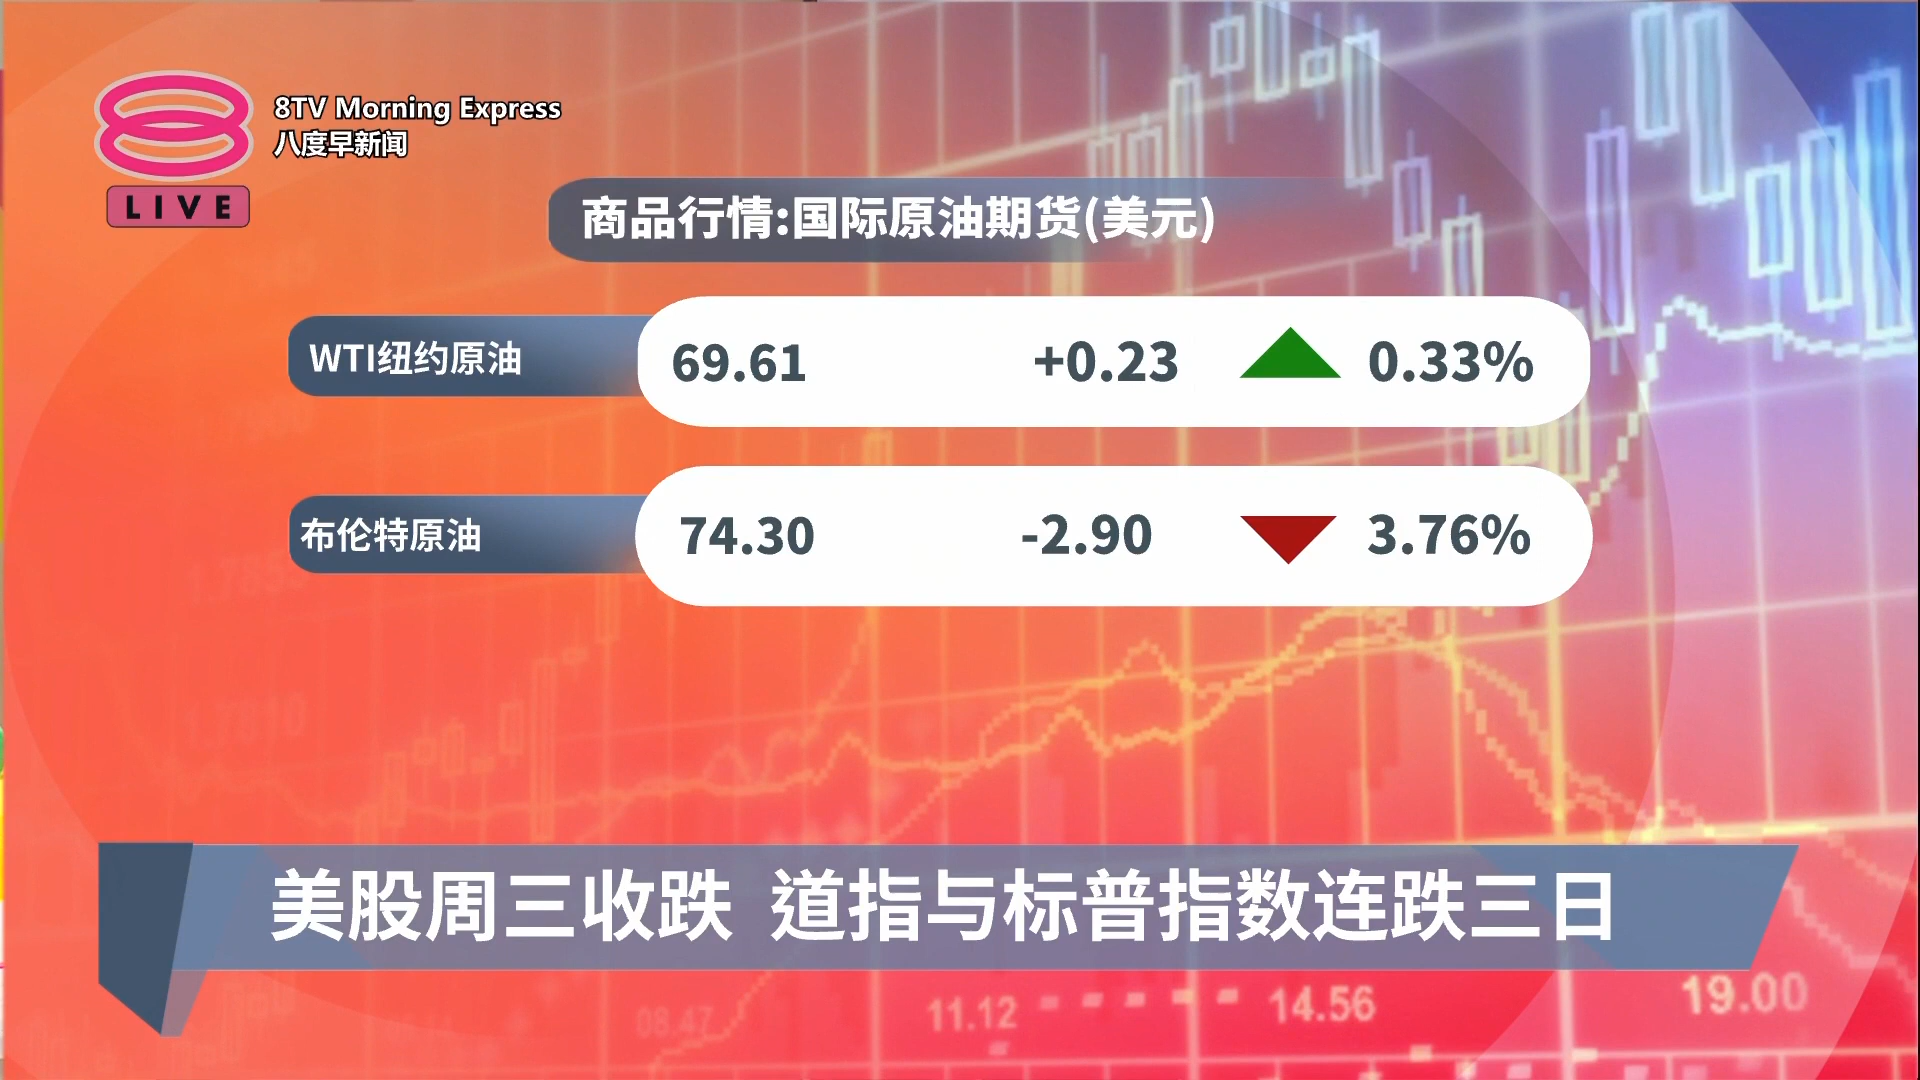 8TV Morning Express
八度早新闻
LIVE
商品行情:国际原油期货(美元)
WTI纽约原油 69.61 +0.23 0.33%
布伦特原油 74.30 -2.90 3.76%
美股周三收跌 道指与标普指数连跌三日
08.47 11.12 14.56 19.00